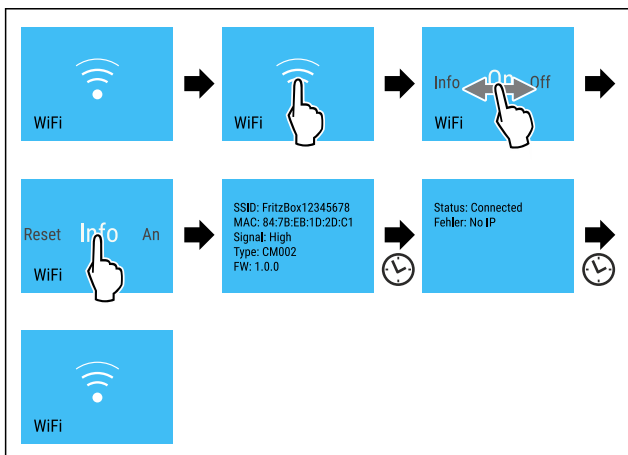 WiFi
WiFi
Info On Off
WiFi
Reset Info An
WiFi
SSID: FritzBox12345678
MAC: 84:7B:EB:1D:2D:C1
Signal: High
Type: CM002
FW: 1.0.0
Status: Connected
Fehler: No IP
WiFi